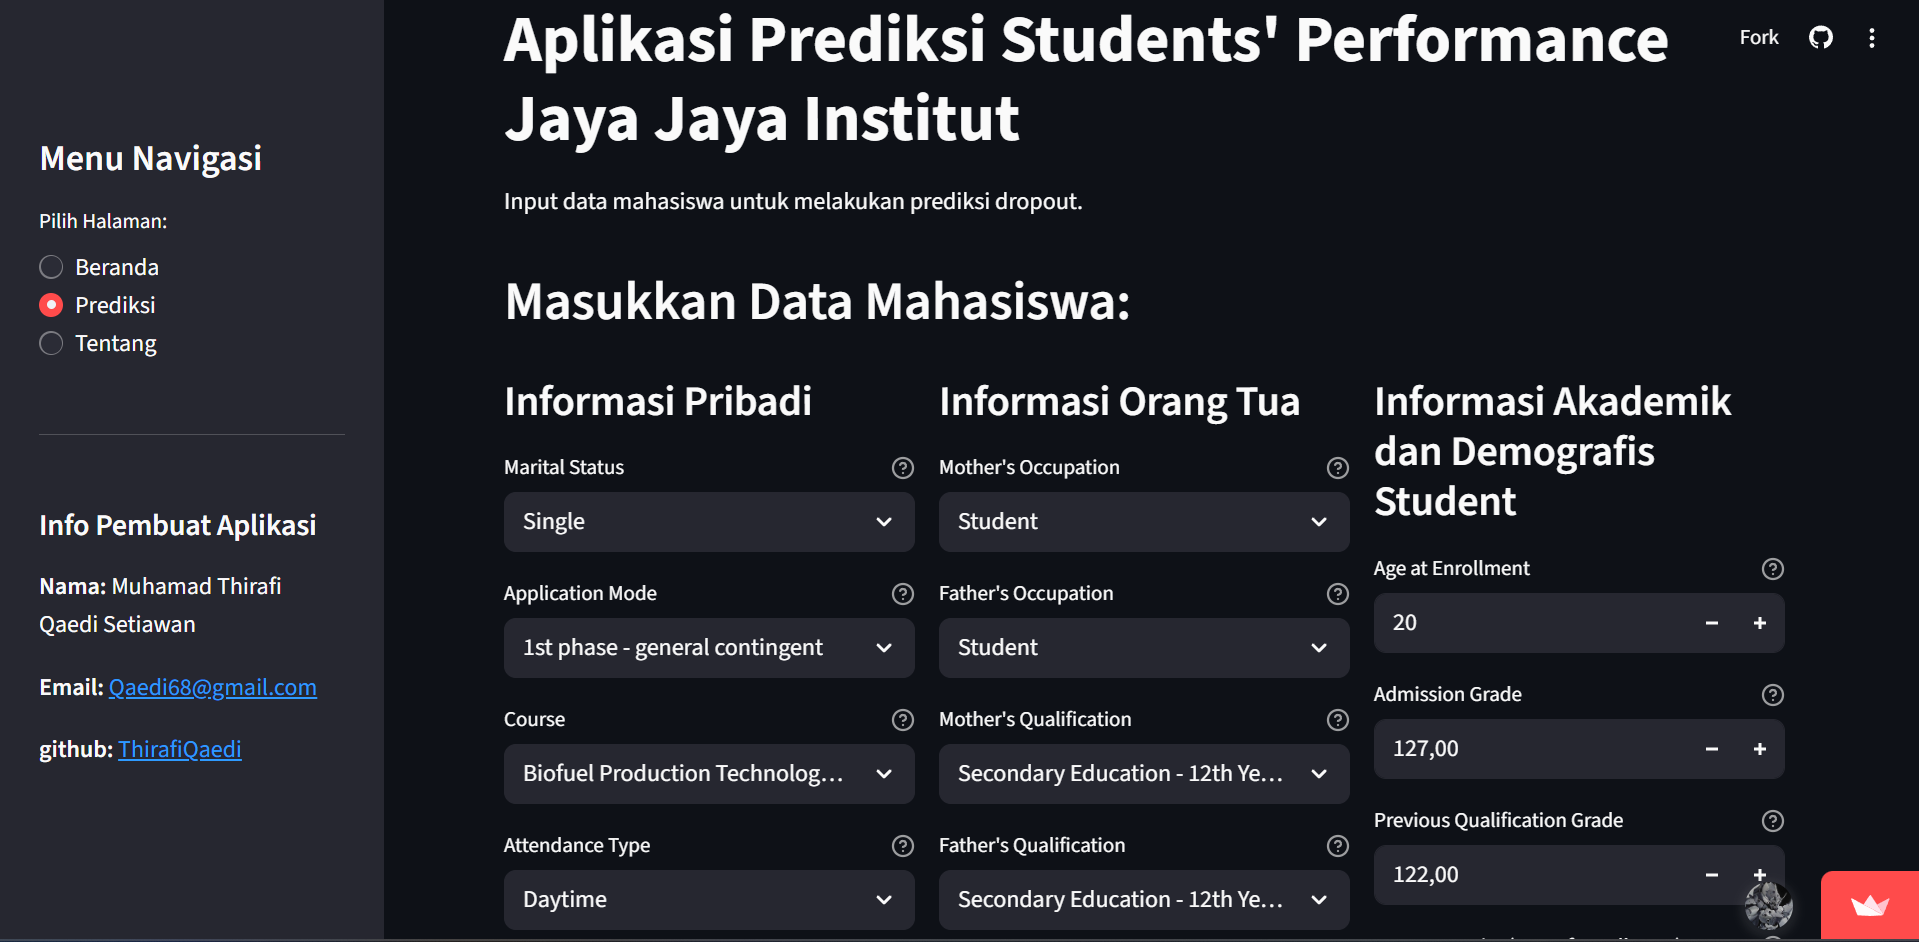 Fork
Aplikasi Prediksi Students' Performance
Jaya Jaya Institut
Input data mahasiswa untuk melakukan prediksi dropout.
Menu Navigasi
Pilih Halaman:
Beranda
Prediksi
Tentang
Info Pembuat Aplikasi
Nama: Muhamad Thirafi
Qaedi Setiawan
Email: Qaedi68@gmail.com
github: ThirafiQaedi
Masukkan Data Mahasiswa:
Informasi Pribadi
Marital Status
Single
Application Mode
1st phase - general contingent
Course
Biofuel Production Technolog...
Attendance Type
Daytime
Informasi Orang Tua
Mother's Occupation
Student
Father's Occupation
Student
Mother's Qualification
Secondary Education - 12th Ye...
Father's Qualification
Secondary Education - 12th Ye...
Informasi Akademik
dan Demografis
Student
Age at Enrollment
20
Admission Grade
127,00
Previous Qualification Grade
122,00